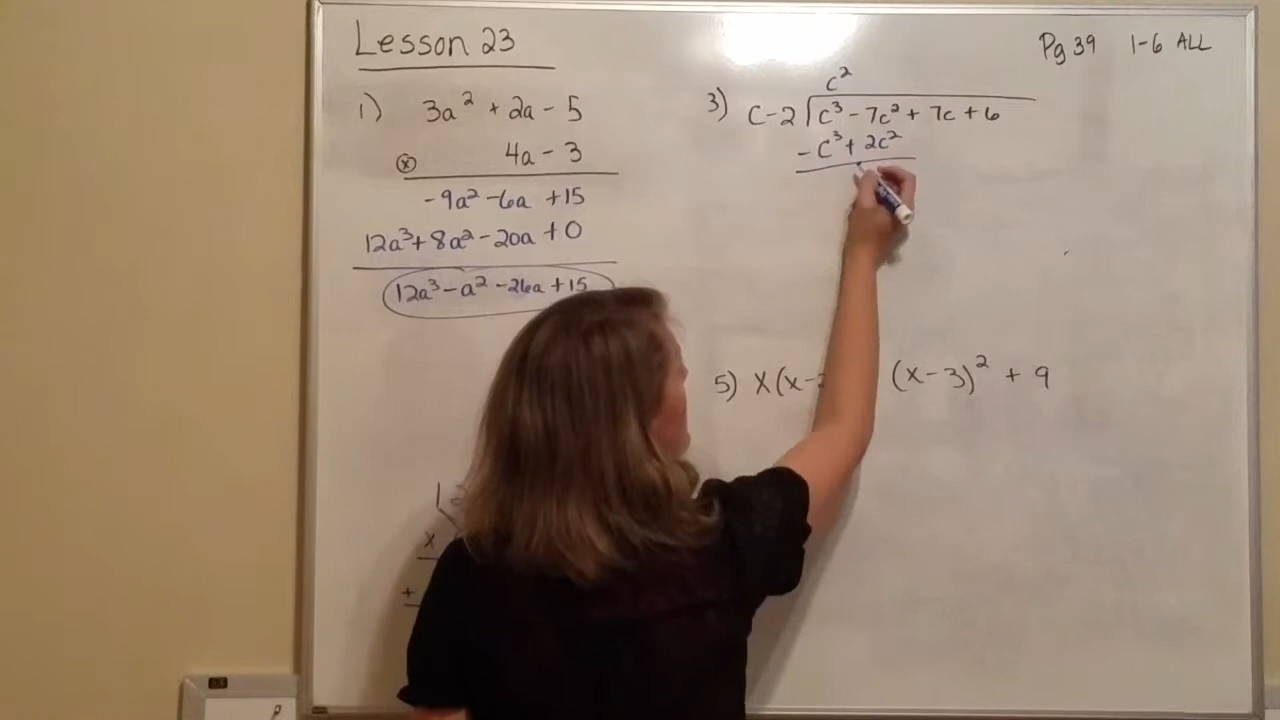 Lesson 23
Pg 39 1-6 ALL
1) 3a² + 2a - 5
ⓧ 4a - 3
-9a² -6a +15
12a³ + 8a² - 20a + 0
12a³ - a² - 26a + 15
x
+
3) c²
c-2 ⟌ c³ - 7c² + 7c + 6
- c³ + 2c²
5) x(x- (x-3)² + 9